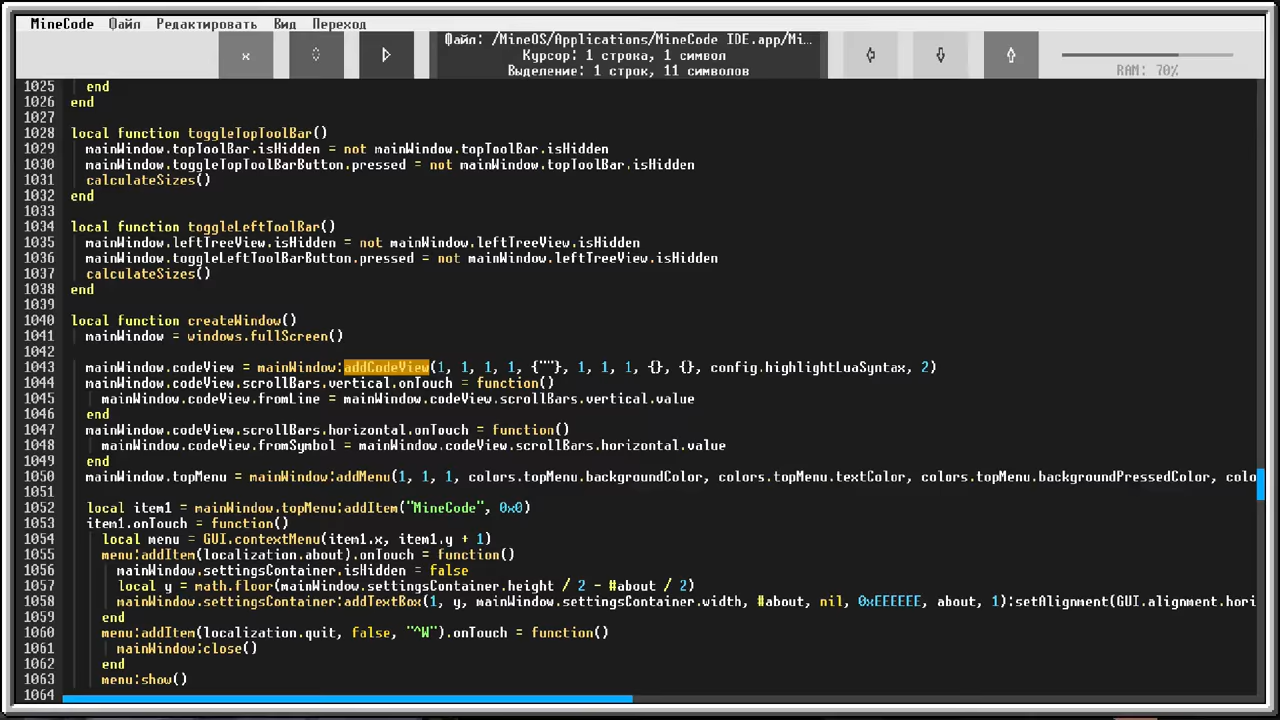 MineCode Файл Редактировать Вид Переход
Файл: /MineOS/Applications/MineCode IDE.app/Mi…
Курсор: 1 строка, 1 символ
Выделение: 1 строк, 11 символов
RAM: 70%
1025 end
1026 end
1027
1028 local function toggleTopToolBar()
1029 mainWindow.topToolBar.isHidden = not mainWindow.topToolBar.isHidden
1030 mainWindow.toggleTopToolBarButton.pressed = not mainWindow.topToolBar.isHidden
1031 calculateSizes()
1032 end
1033
1034 local function toggleLeftToolBar()
1035 mainWindow.leftTreeView.isHidden = not mainWindow.leftTreeView.isHidden
1036 mainWindow.toggleLeftToolBarButton.pressed = not mainWindow.leftTreeView.isHidden
1037 calculateSizes()
1038 end
1039
1040 local function createWindow()
1041 mainWindow = windows.fullScreen()
1042
1043 mainWindow.codeView = mainWindow:addCodeView(1, 1, 1, 1, {""}, 1, 1, 1, {}, {}, config.highlightLuaSyntax, 2)
1044 mainWindow.codeView.scrollBars.vertical.onTouch = function()
1045 mainWindow.codeView.fromLine = mainWindow.codeView.scrollBars.vertical.value
1046 end
1047 mainWindow.codeView.scrollBars.horizontal.onTouch = function()
1048 mainWindow.codeView.fromSymbol = mainWindow.codeView.scrollBars.horizontal.value
1049 end
1050 mainWindow.topMenu = mainWindow:addMenu(1, 1, 1, colors.topMenu.backgroundColor, colors.topMenu.textColor, colors.topMenu.backgroundPressedColor, colo
1051
1052 local item1 = mainWindow.topMenu:addItem("MineCode", 0x0)
1053 item1.onTouch = function()
1054 local menu = GUI.contextMenu(item1.x, item1.y + 1)
1055 menu:addItem(localization.about).onTouch = function()
1056 mainWindow.settingsContainer.isHidden = false
1057 local y = math.floor(mainWindow.settingsContainer.height / 2 - #about / 2)
1058 mainWindow.settingsContainer:addTextBox(1, y, mainWindow.settingsContainer.width, #about, nil, 0xEEEEEE, about, 1):setAlignment(GUI.alignment.hori
1059 end
1060 menu:addItem(localization.quit, false, "^W").onTouch = function()
1061 mainWindow:close()
1062 end
1063 menu:show()
1064